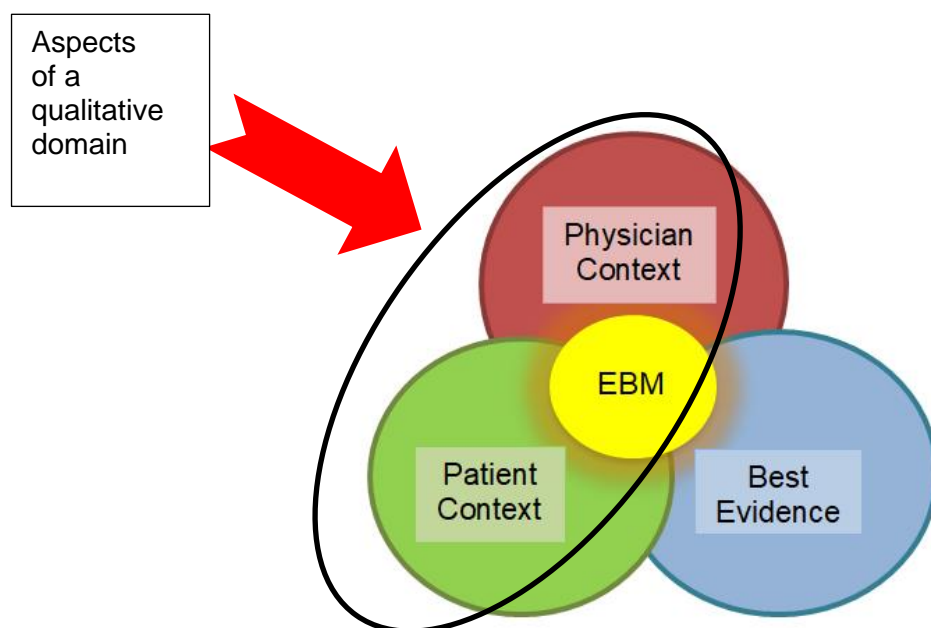 Aspects
of a
qualitative
domain
Physician
Context
EBM
Patient
Context
Best
Evidence